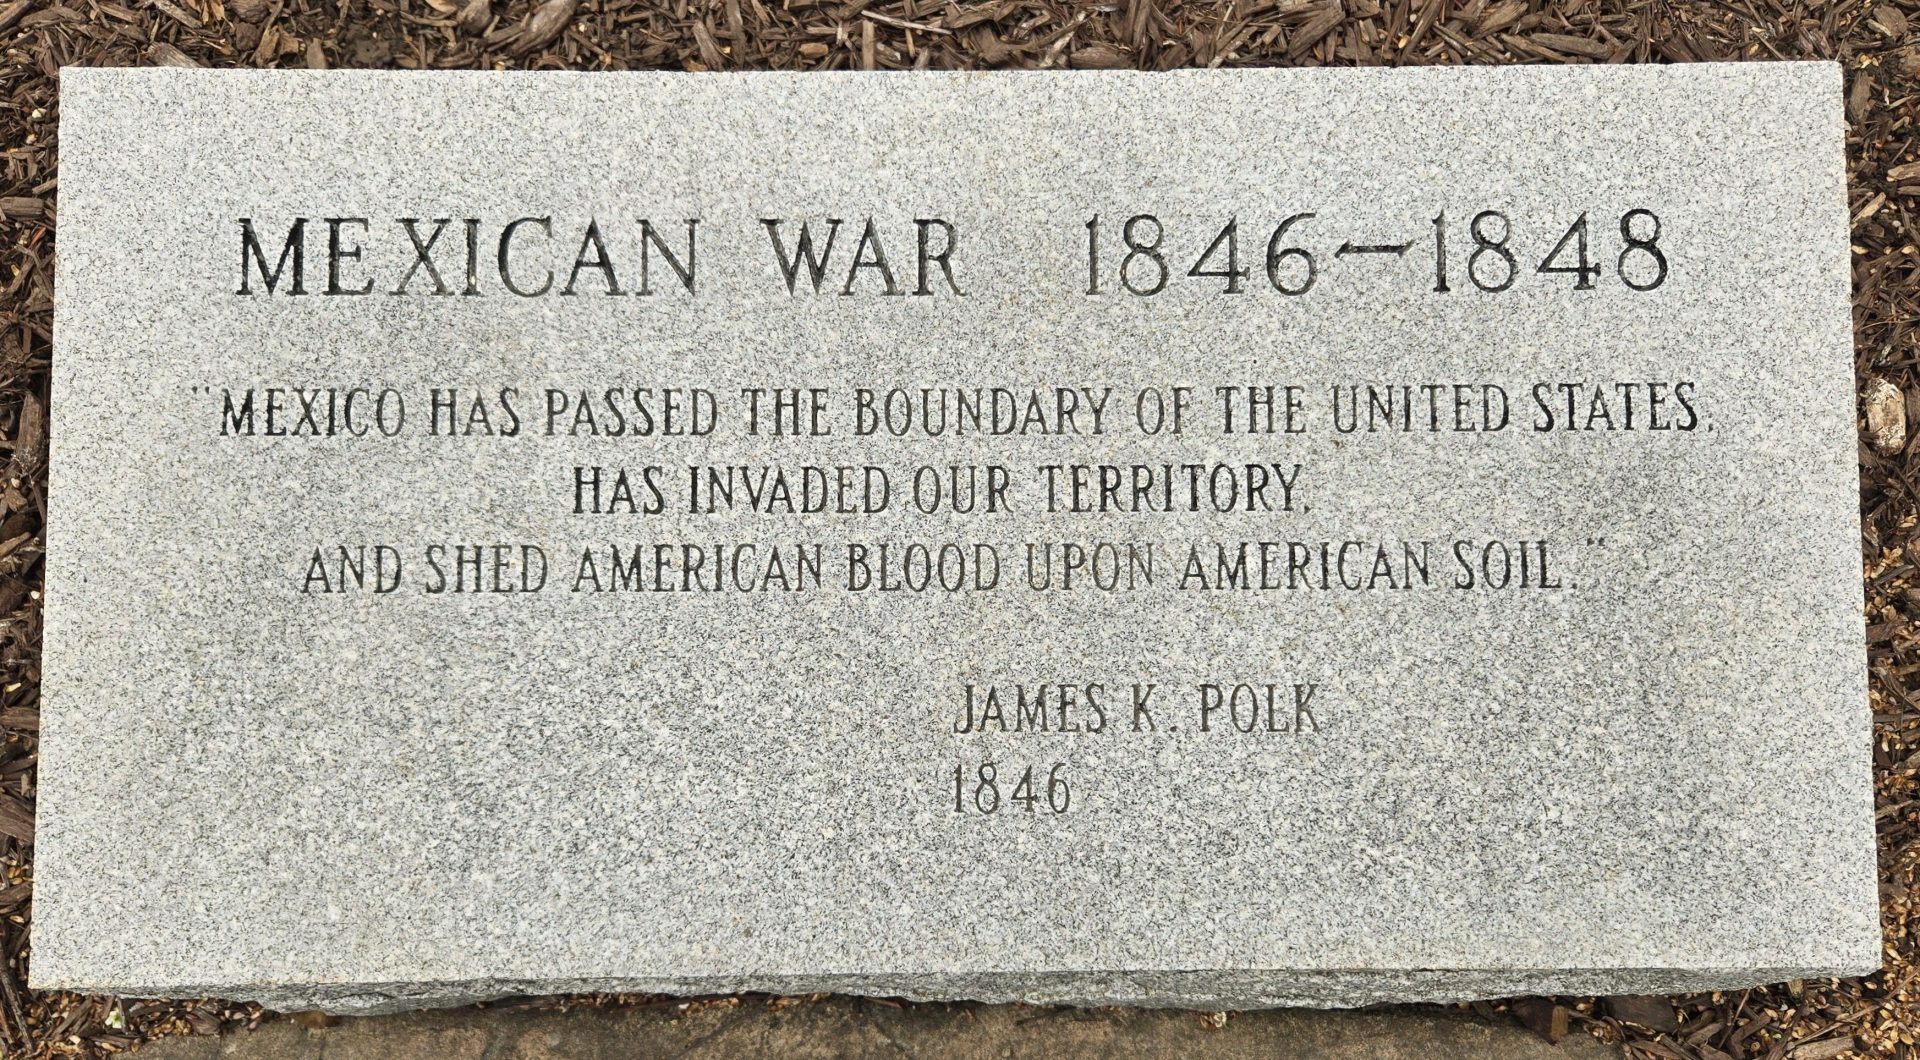 MEXICAN WAR 1846-1848
"MEXICO HAS PASSED THE BOUNDARY OF THE UNITED STATES,
HAS INVADED OUR TERRITORY,
AND SHED AMERICAN BLOOD UPON AMERICAN SOIL."
JAMES K. POLK
1846